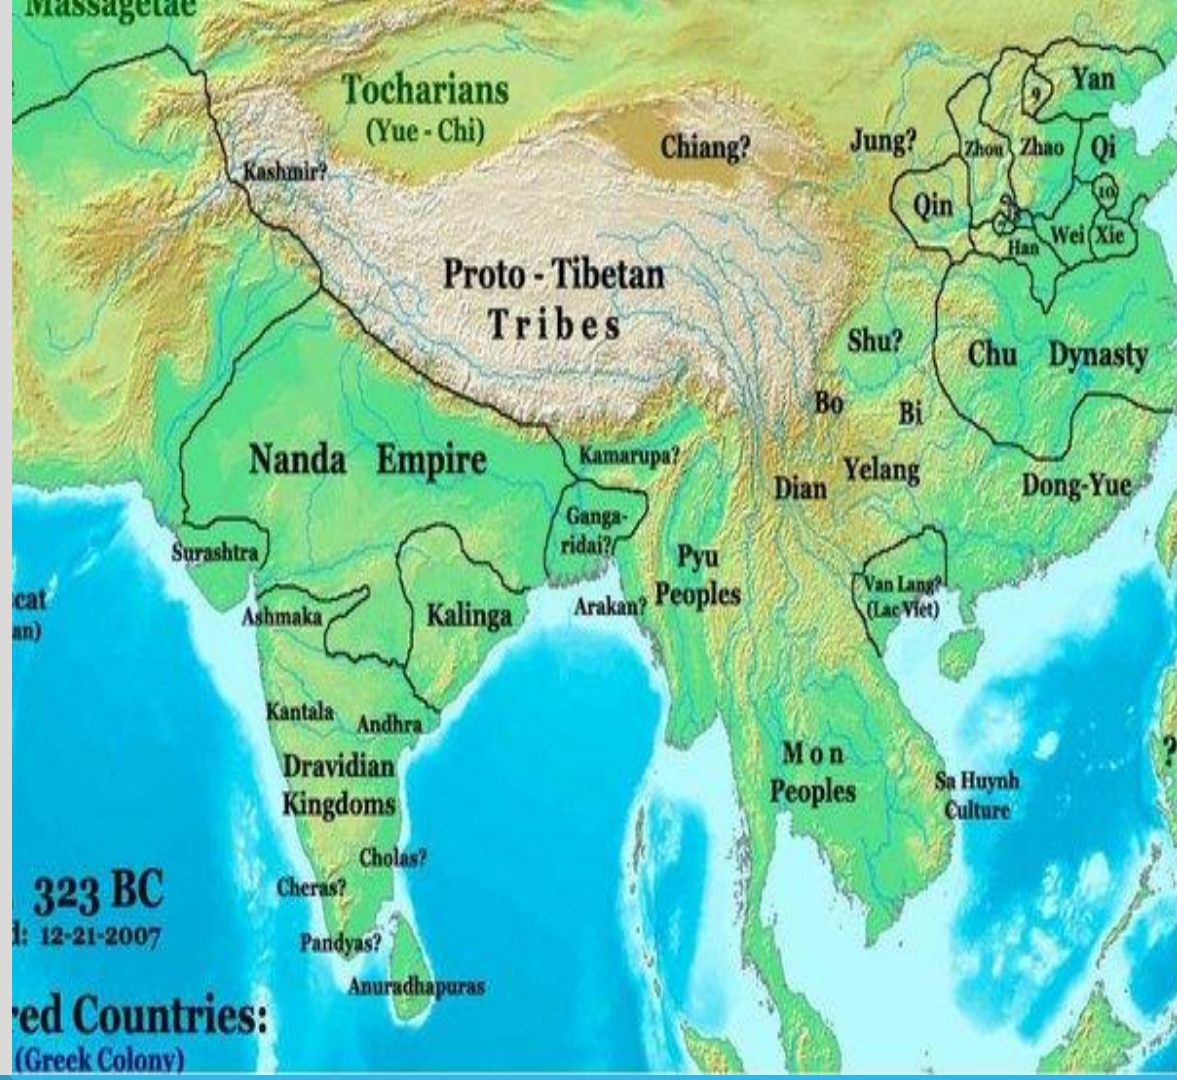 Massagetae
Tocharians
(Yue - Chi)
Kashmir?
Chiang?
Jung?
Yan
9
Zhou
Zhao
Qi
10
Qin
Han
Wei
Xie
Proto - Tibetan
Tribes
Shu?
Chu Dynasty
Bo
Bi
Nanda Empire
Kamarupa?
Yelang
Dian
Dong-Yue
Ganga-
ridai?
Surashtra
Pyu
Peoples
Van Lang?
(Lac Viet)
Ashmaka
Kalinga
Arakan?
cat
an)
Kantala
Andhra
Dravidian
Kingdoms
Mon
Peoples
?
Sa Huynh
Culture
Cholas?
Cheras?
323 BC
d: 12-21-2007
Pandyas?
Anuradhapuras
red Countries:
(Greek Colony)